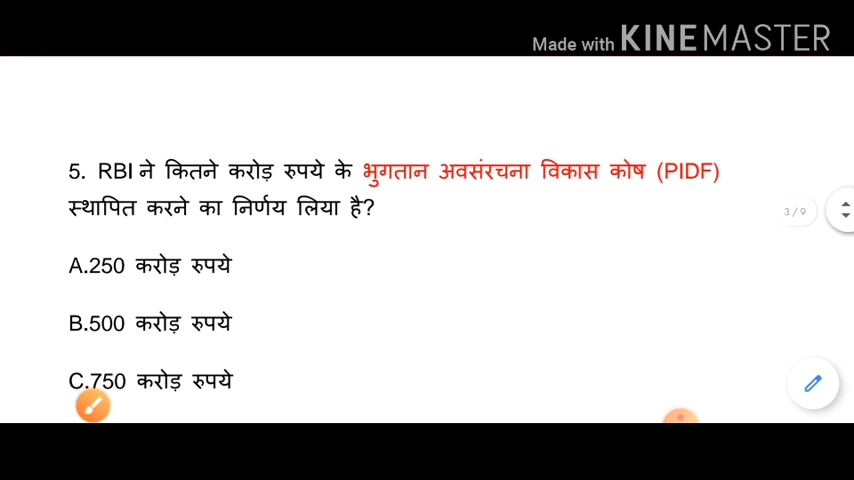 Made with KINEMASTER
5. RBI ने कितने करोड़ रुपये के भुगतान अवसंरचना विकास कोष (PIDF)
स्थापित करने का निर्णय लिया है?
3 / 9
A.250 करोड़ रुपये
B.500 करोड़ रुपये
C.750 करोड़ रुपये